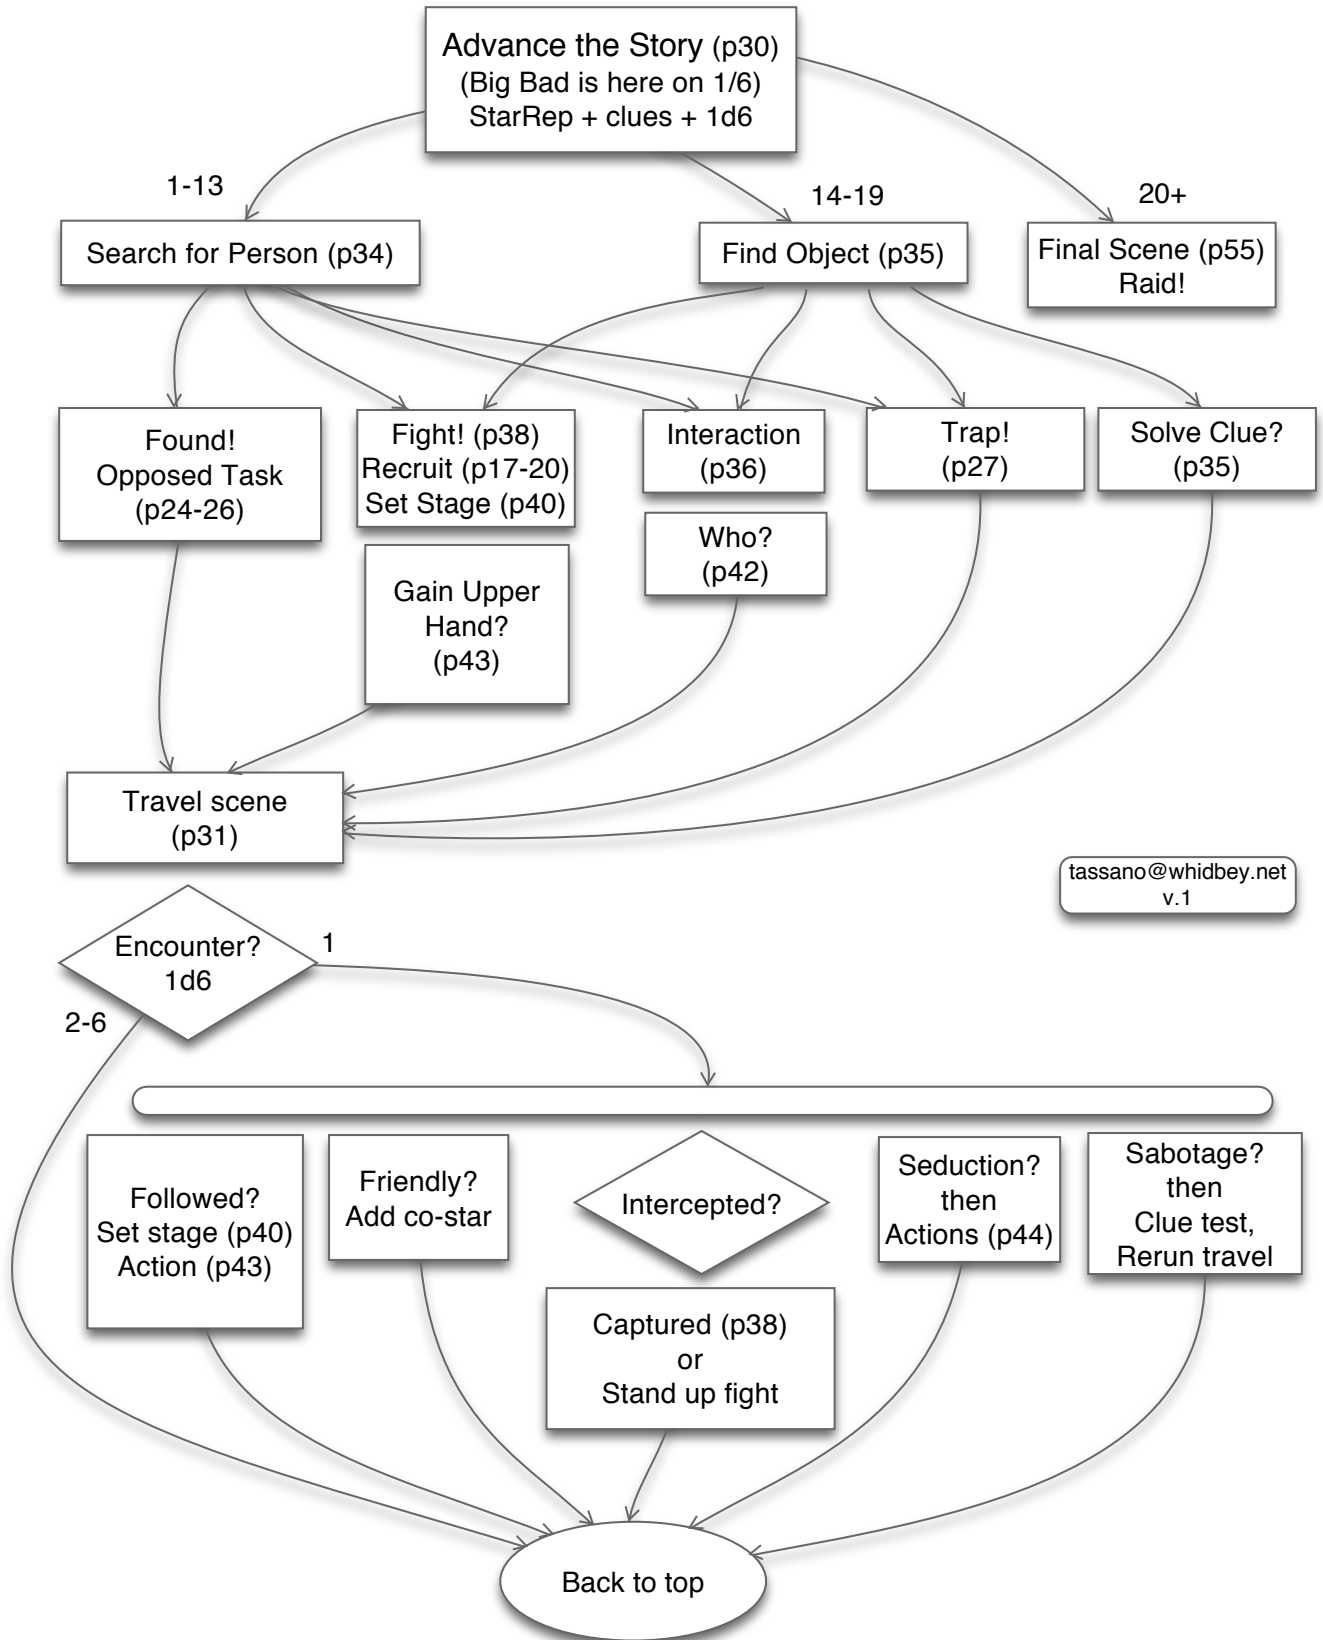 Advance the Story (p30)
(Big Bad is here on 1/6)
StarRep + clues + 1d6
1-13
14-19
20+
Search for Person (p34)
Find Object (p35)
Final Scene (p55)
Raid!
Found!
Opposed Task
(p24-26)
Fight! (p38)
Recruit (p17-20)
Set Stage (p40)
Interaction
(p36)
Trap!
(p27)
Solve Clue?
(p35)
Who?
(p42)
Gain Upper
Hand?
(p43)
Travel scene
(p31)
tassano@whidbey.net
v.1
Encounter?
1d6
1
2-6
Followed?
Set stage (p40)
Action (p43)
Friendly?
Add co-star
Intercepted?
Seduction?
then
Actions (p44)
Sabotage?
then
Clue test,
Rerun travel
Captured (p38)
or
Stand up fight
Back to top